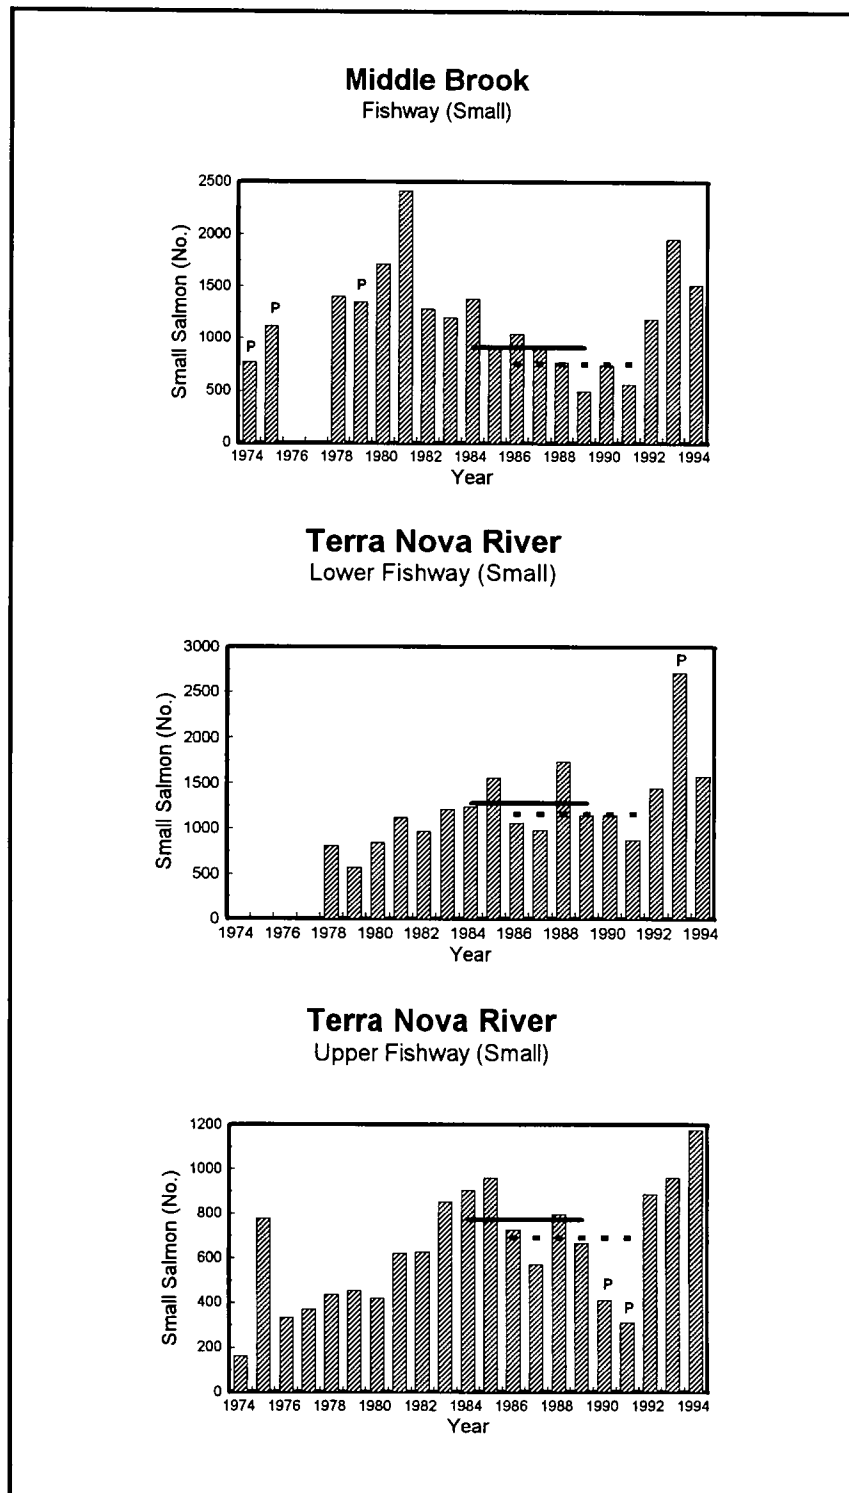 Middle Brook
Fishway (Small)
Small Salmon (No.)
2500
2000
1500
1000
500
0
P
P
P
1974 1976 1978 1980 1982 1984 1986 1988 1990 1992 1994
Year
Terra Nova River
Lower Fishway (Small)
Small Salmon (No.)
3000
2500
2000
1500
1000
500
0
P
1974 1976 1978 1980 1982 1984 1986 1988 1990 1992 1994
Year
Terra Nova River
Upper Fishway (Small)
Small Salmon (No.)
1200
1000
800
600
400
200
0
P
P
1974 1976 1978 1980 1982 1984 1986 1988 1990 1992 1994
Year